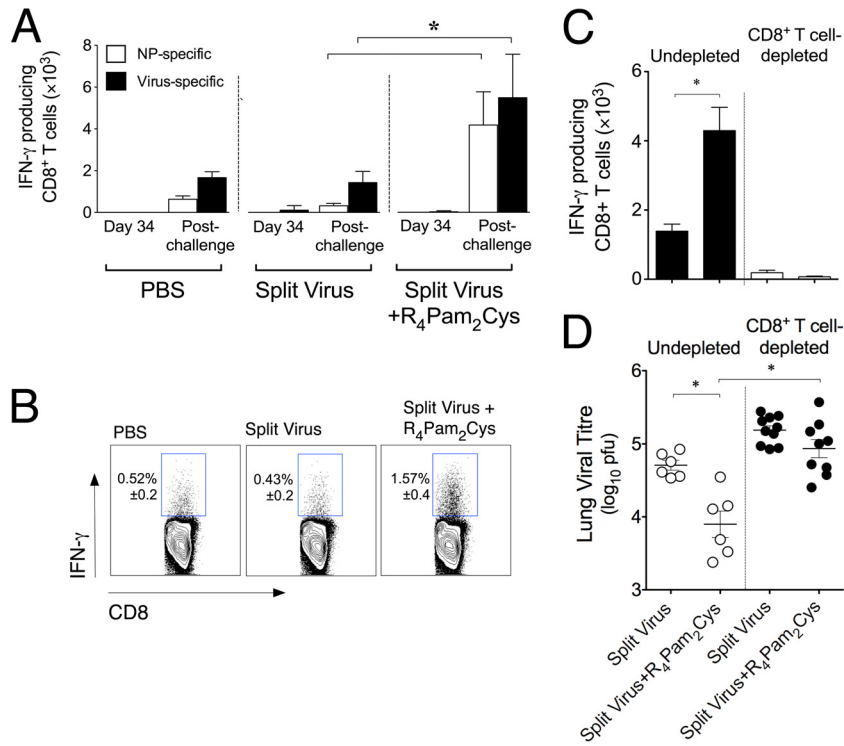 A
IFN-γ producing
CD8⁺ T cells (×10³)
8
6
4
2
0
NP-specific
Virus-specific
*
Day 34
Post-
challenge
Day 34
Post-
challenge
Day 34
Post-
challenge
PBS
Split Virus
Split Virus
+R₄Pam₂Cys
B
PBS
Split Virus
Split Virus +
R₄Pam₂Cys
0.52%
±0.2
0.43%
±0.2
1.57%
±0.4
IFN-γ
CD8
C
Undepleted
CD8⁺ T cell-
depleted
IFN-γ producing
CD8+ T cells (×10³)
6
4
2
0
*
D
Undepleted
CD8⁺ T cell-
depleted
Lung Viral Titre
(log₁₀ pfu)
6
5
4
3
*
*
Split Virus
Split Virus+R₄Pam₂Cys
Split Virus
Split Virus+R₄Pam₂Cys